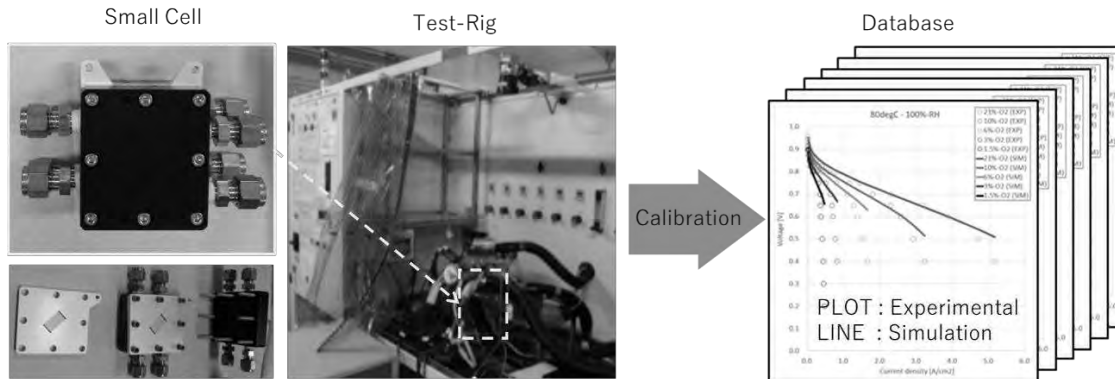 Small Cell
Test-Rig
Database
Calibration
80degC - 100%-RH
21%-O2 (EXP)
10%-O2 (EXP)
6%-O2 (EXP)
3%-O2 (EXP)
1.5%-O2 (EXP)
21%-O2 (SIM)
10%-O2 (SIM)
6%-O2 (SIM)
3%-O2 (SIM)
1.5%-O2 (SIM)
Voltage [V]
1.0
0.9
0.8
0.7
0.6
0.5
0.4
0.3
0.2
0.1
0.0
PLOT : Experimental
LINE : Simulation
0.0 1.0 2.0 3.0 4.0 5.0 6.0
Current density [A/cm2]